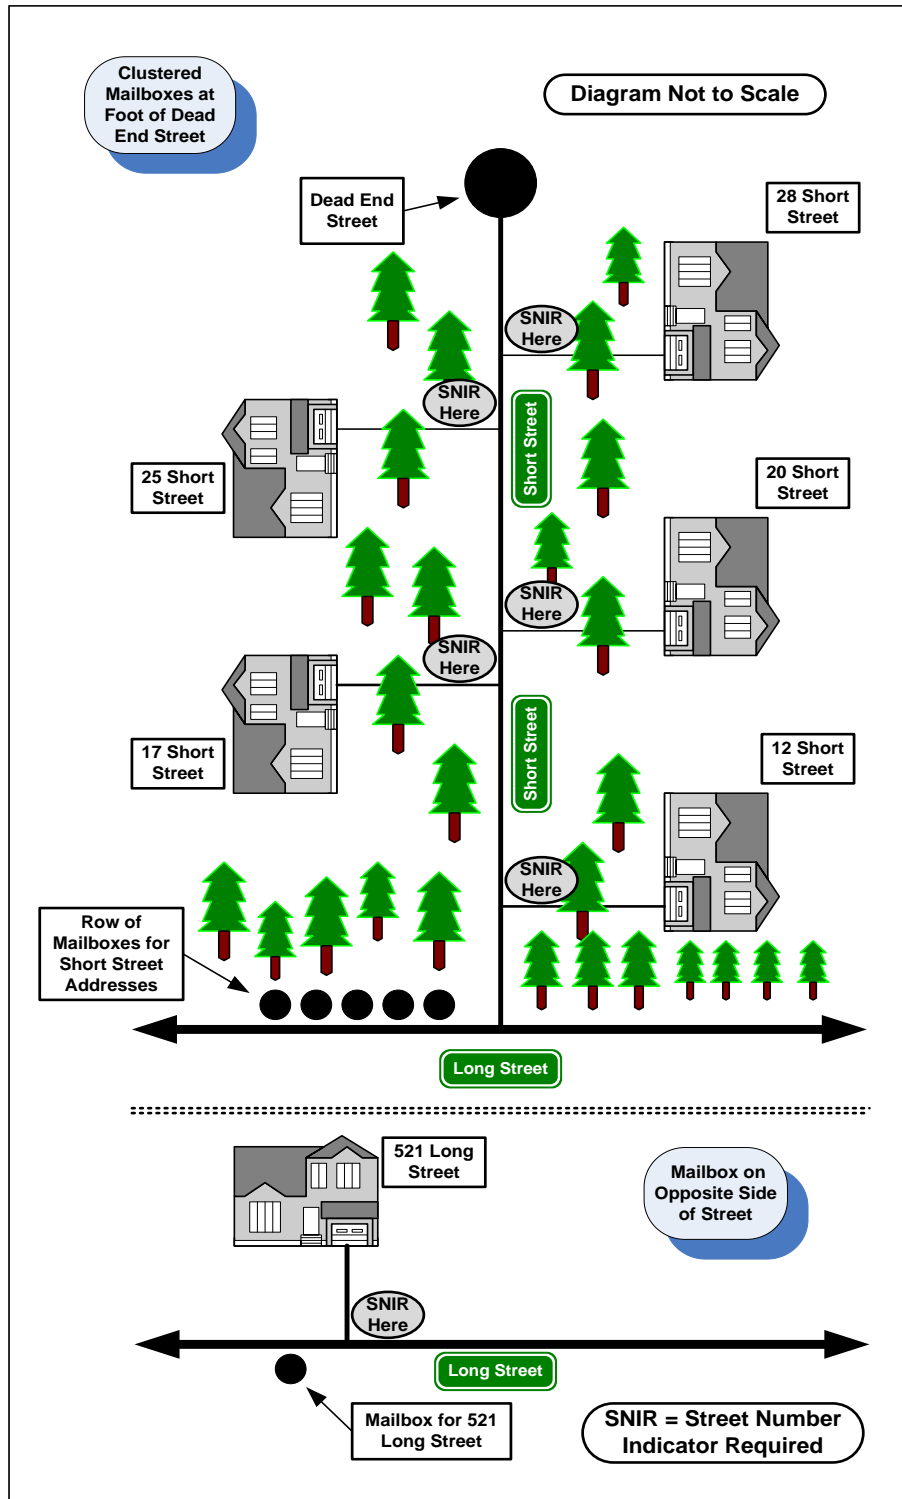 Clustered
Mailboxes at
Foot of Dead
End Street
Diagram Not to Scale
Dead End
Street
28 Short
Street
SNIR
Here
SNIR
Here
Short Street
25 Short
Street
20 Short
Street
SNIR
Here
SNIR
Here
Short Street
17 Short
Street
12 Short
Street
SNIR
Here
Row of
Mailboxes for
Short Street
Addresses
Long Street
521 Long
Street
Mailbox on
Opposite Side
of Street
SNIR
Here
Long Street
Mailbox for 521
Long Street
SNIR = Street Number
Indicator Required